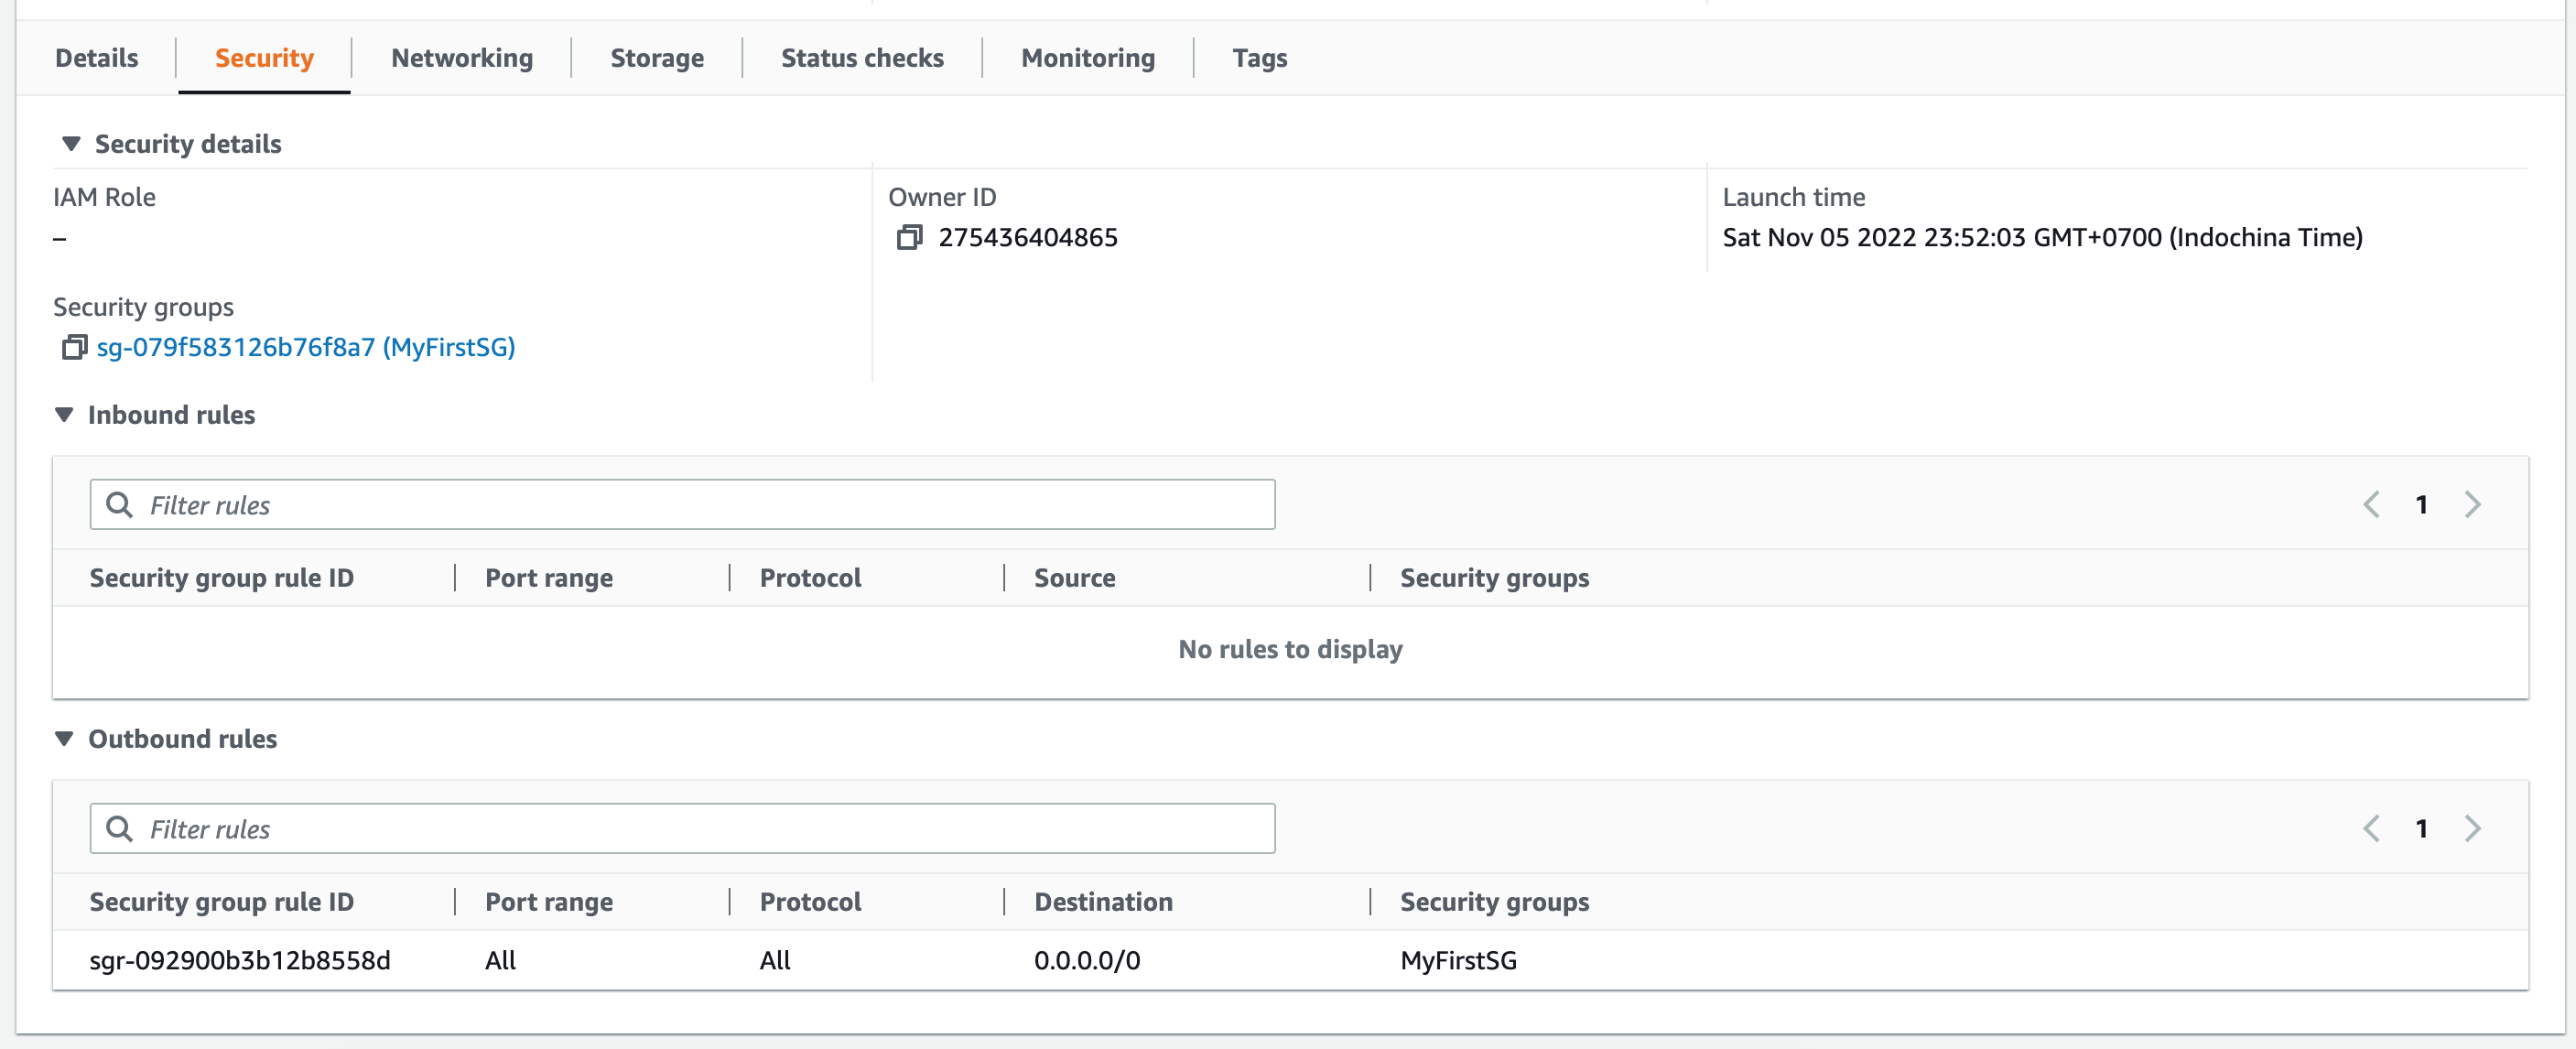 Details Security Networking Storage Status checks Monitoring Tags
Security details
IAM Role Owner ID Launch time
– 275436404865 Sat Nov 05 2022 23:52:03 GMT+0700 (Indochina Time)
Security groups
sg-079f583126b76f8a7 (MyFirstSG)
Inbound rules
Filter rules 1
Security group rule ID Port range Protocol Source Security groups
No rules to display
Outbound rules
Filter rules 1
Security group rule ID Port range Protocol Destination Security groups
sgr-092900b3b12b8558d All All 0.0.0.0/0 MyFirstSG